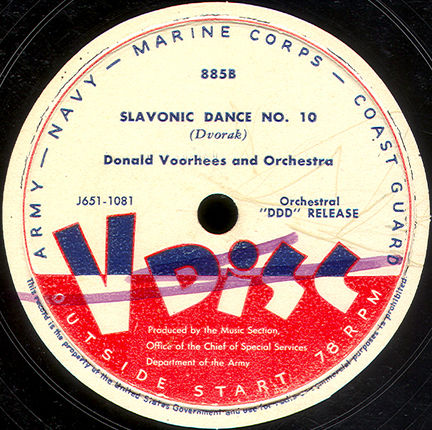 ARMY — NAVY — MARINE CORPS — COAST GUARD
885B
SLAVONIC DANCE NO. 10
(Dvorak)
Donald Voorhees and Orchestra
J651-1081
Orchestral
"DDD" RELEASE
V Disc
Produced by the Music Section,
Office of the Chief of Special Services
Department of the Army
OUTSIDE START 78 RPM
This record is the property of the United States Government and use for radio or commercial purposes is prohibited.